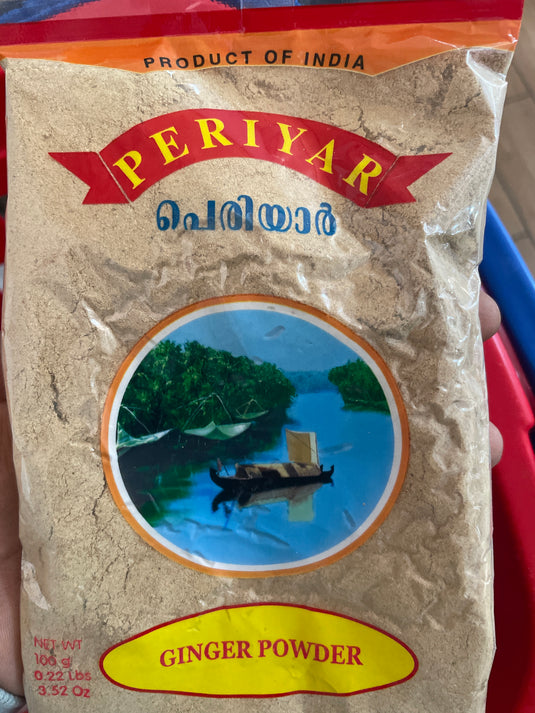 PRODUCT OF INDIA
PERIYAR
പെരിയാർ
GINGER POWDER
NET. WT
100 g
0.22 Lbs
3.52 Oz